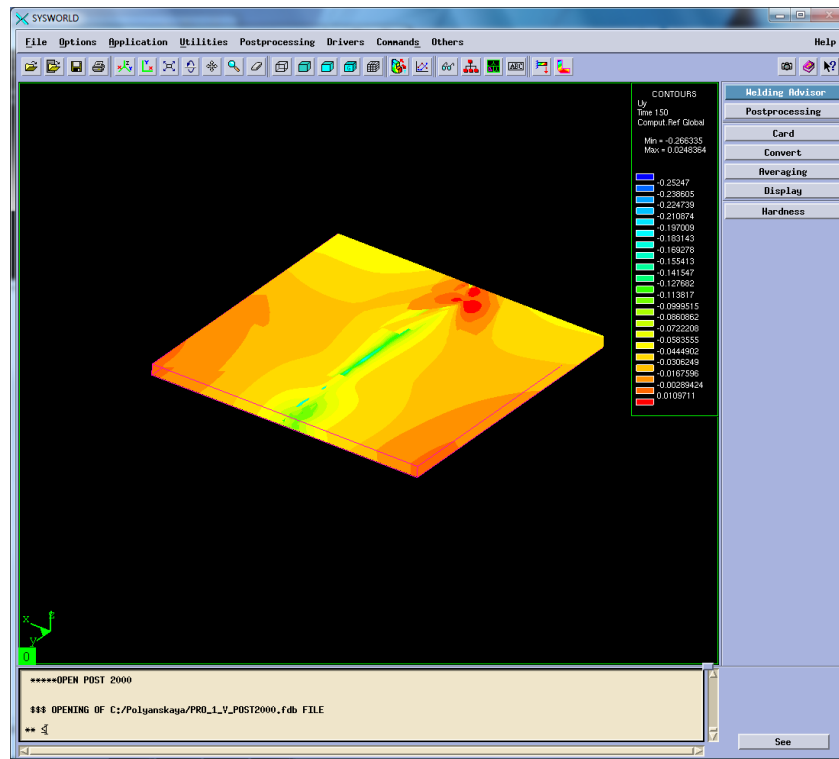 SYSWORLD
File Options Application Utilities Postprocessing Drivers Commands Others Help
ABC
CONTOURS
Uy
Time 150
Comput.Ref Global
Min = -0.266335
Max = 0.0248364
-0.25247
-0.238605
-0.224739
-0.210874
-0.197009
-0.183143
-0.169278
-0.155413
-0.141547
-0.127682
-0.113817
-0.0999515
-0.0860862
-0.0722208
-0.0583555
-0.0444902
-0.0306249
-0.0167596
-0.00289424
0.0109711
Welding Advisor
Postprocessing
Card
Convert
Averaging
Display
Hardness
x
y
0
*****OPEN POST 2000
$$$ OPENING OF C:/Polyanskaya/PRO_1_V_POST2000.fdb FILE
**
See